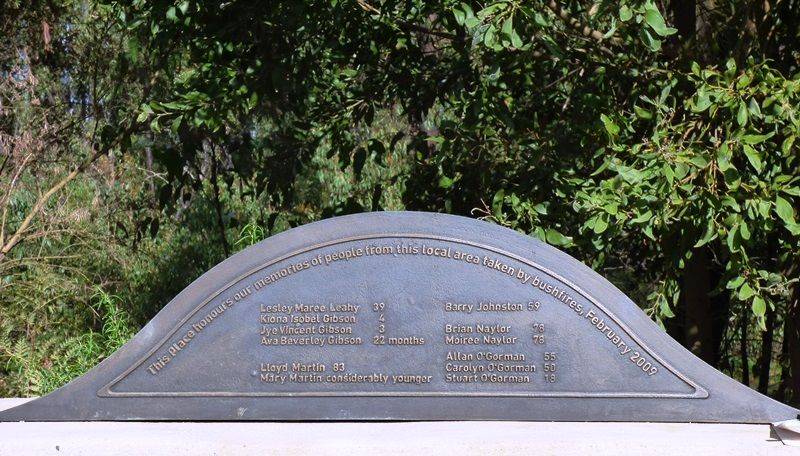 This Place honours our memories of people from this local area taken by bushfires, February 2009
Lesley Maree Leahy 39
Kiona Isobel Gibson 4
Jye Vincent Gibson 3
Ava Beverley Gibson 22 months
Lloyd Martin 83
Mary Martin considerably younger
Barry Johnston 59
Brian Naylor 78
Moiree Naylor 78
Allan O'Gorman 55
Carolyn O'Gorman 50
Stuart O'Gorman 18